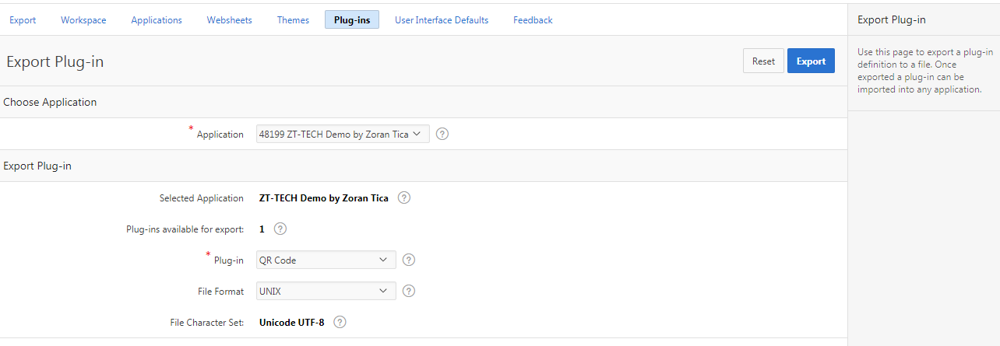 Export Workspace Applications Websheets Themes Plug-ins User Interface Defaults Feedback
Export Plug-in
Reset Export
Choose Application
* Application 48199 ZT-TECH Demo by Zoran Tica ?
Export Plug-in
Selected Application ZT-TECH Demo by Zoran Tica ?
Plug-ins available for export: 1 ?
* Plug-in QR Code ?
File Format UNIX ?
File Character Set: Unicode UTF-8 ?
Export Plug-in
Use this page to export a plug-in
definition to a file. Once
exported a plug-in can be
imported into any application.